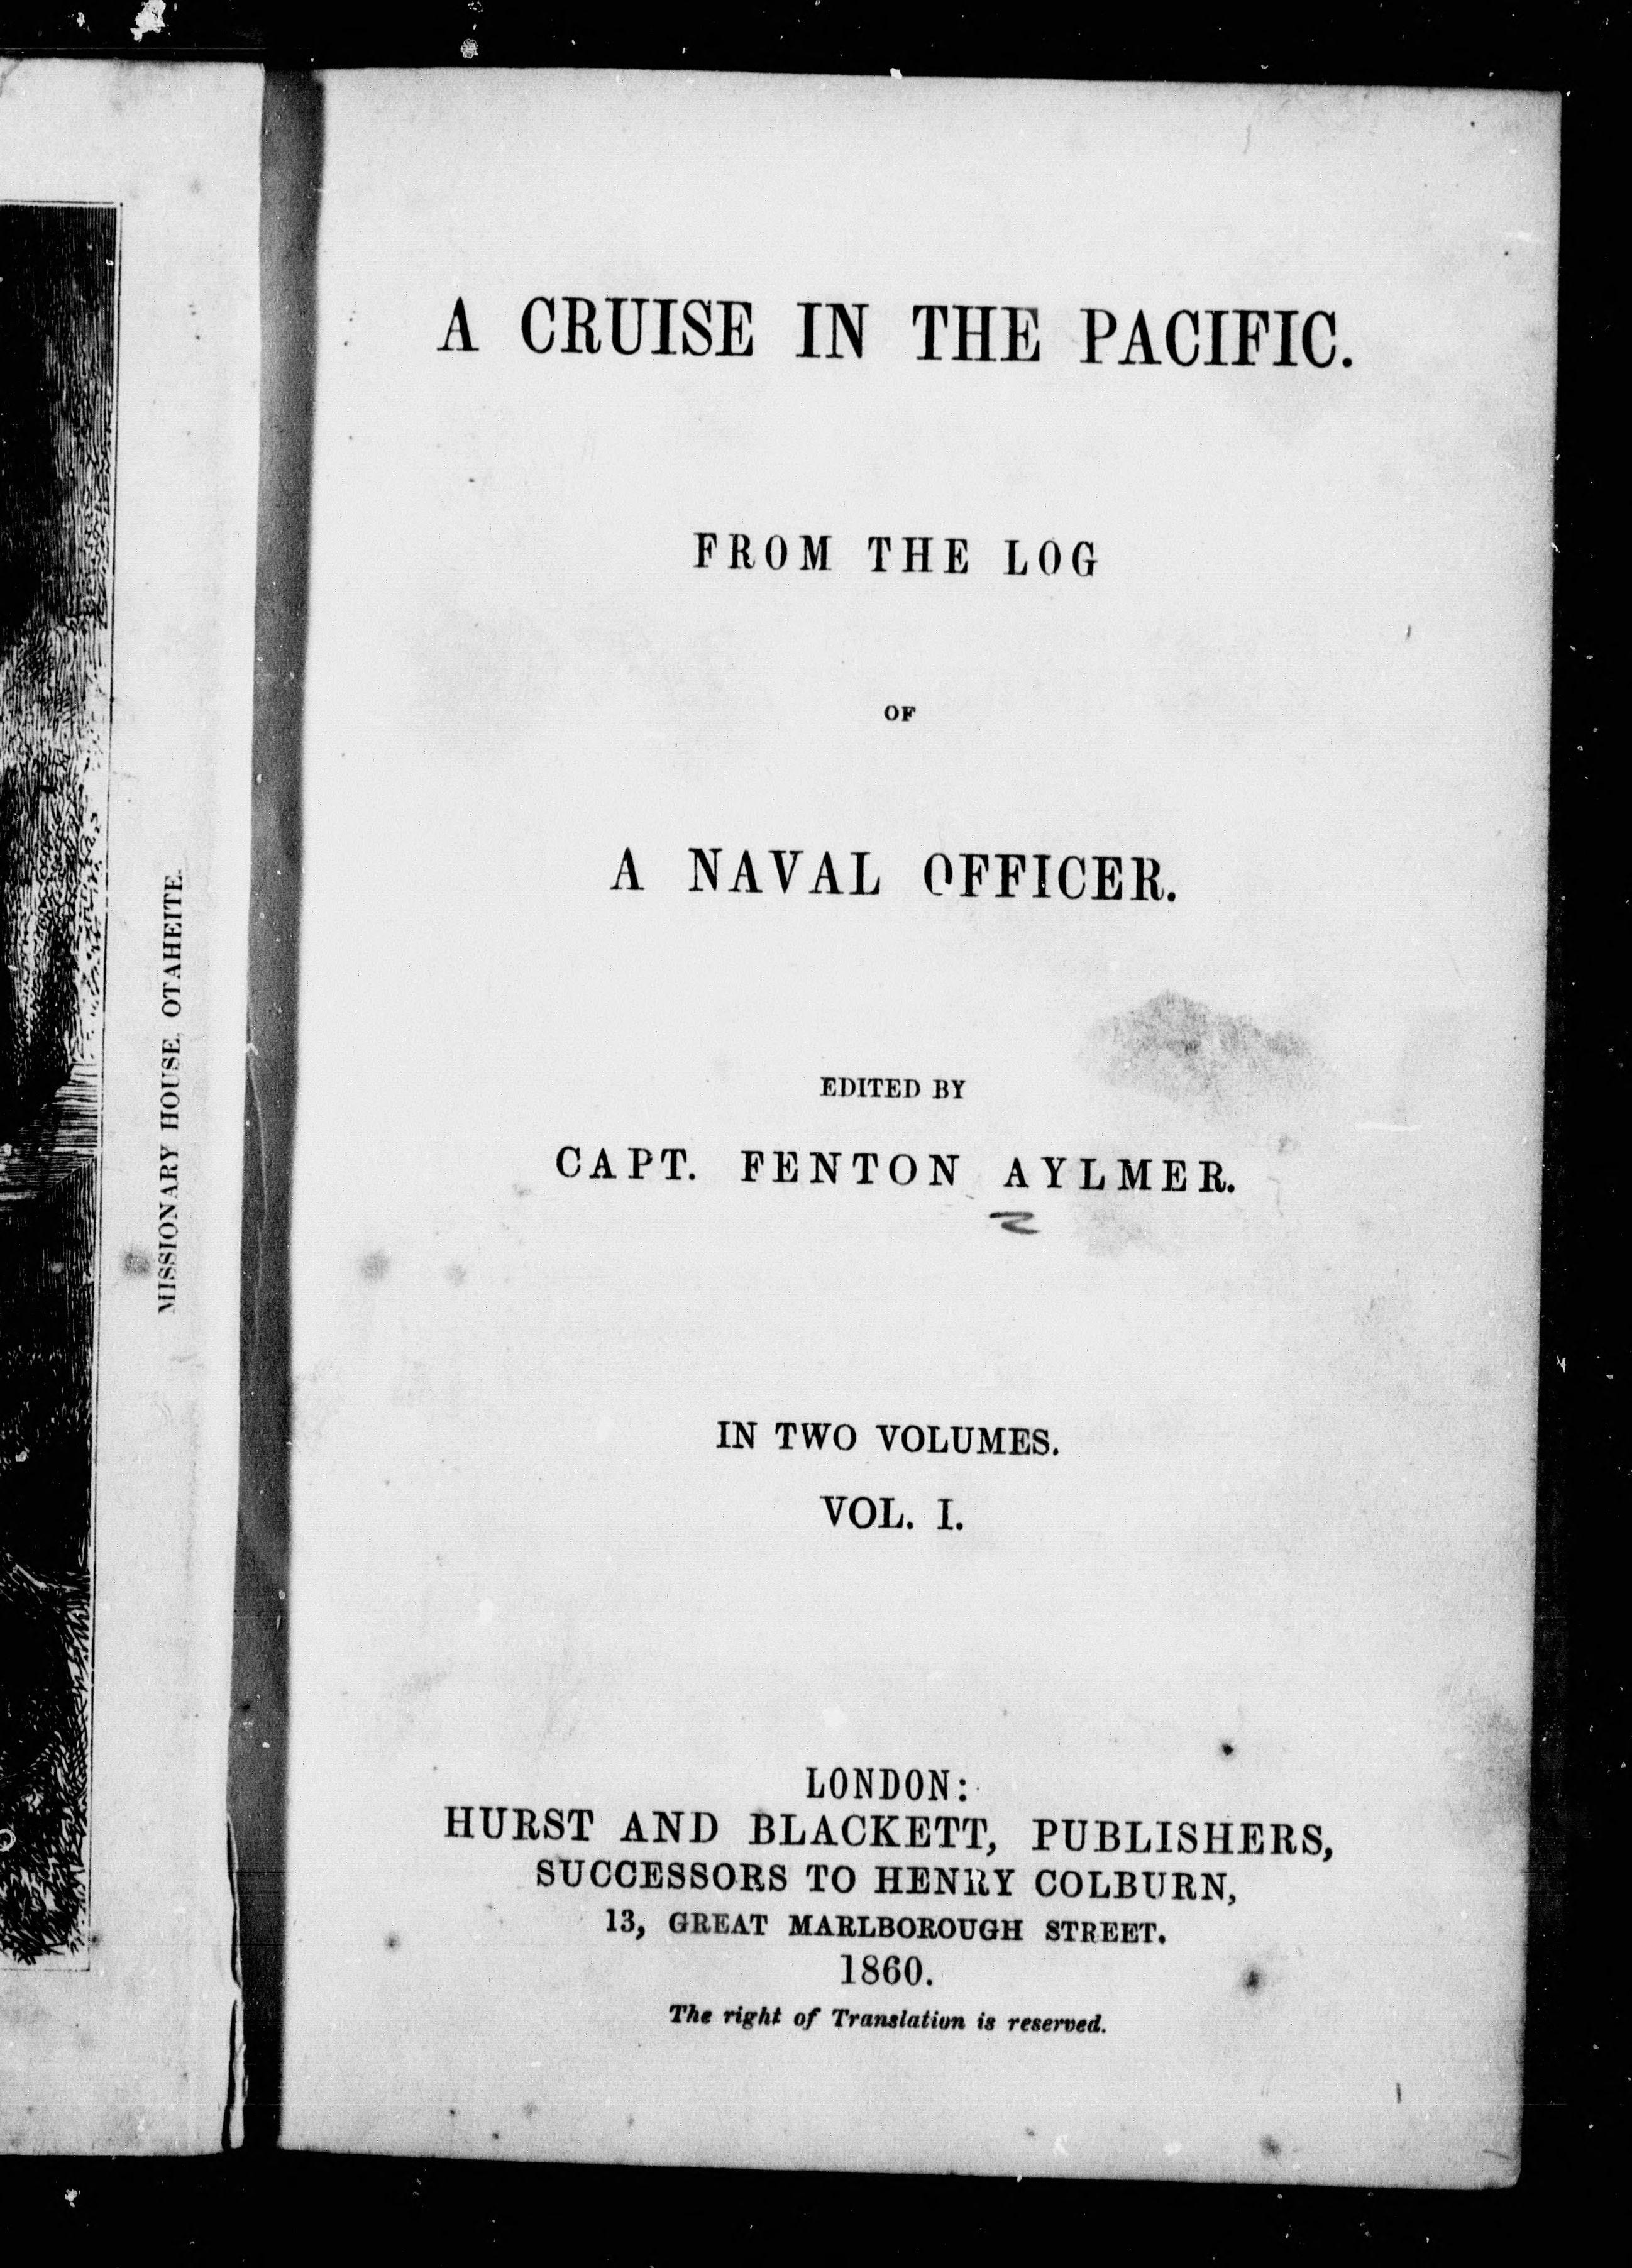 MISSIONARY HOUSE, OTAHEITE.
A CRUISE IN THE PACIFIC.
FROM THE LOG
OF
A NAVAL OFFICER.
EDITED BY
CAPT. FENTON AYLMER.
IN TWO VOLUMES.
VOL. I.
LONDON:
HURST AND BLACKETT, PUBLISHERS,
SUCCESSORS TO HENRY COLBURN,
13, GREAT MARLBOROUGH STREET.
1860.
The right of Translation is reserved.